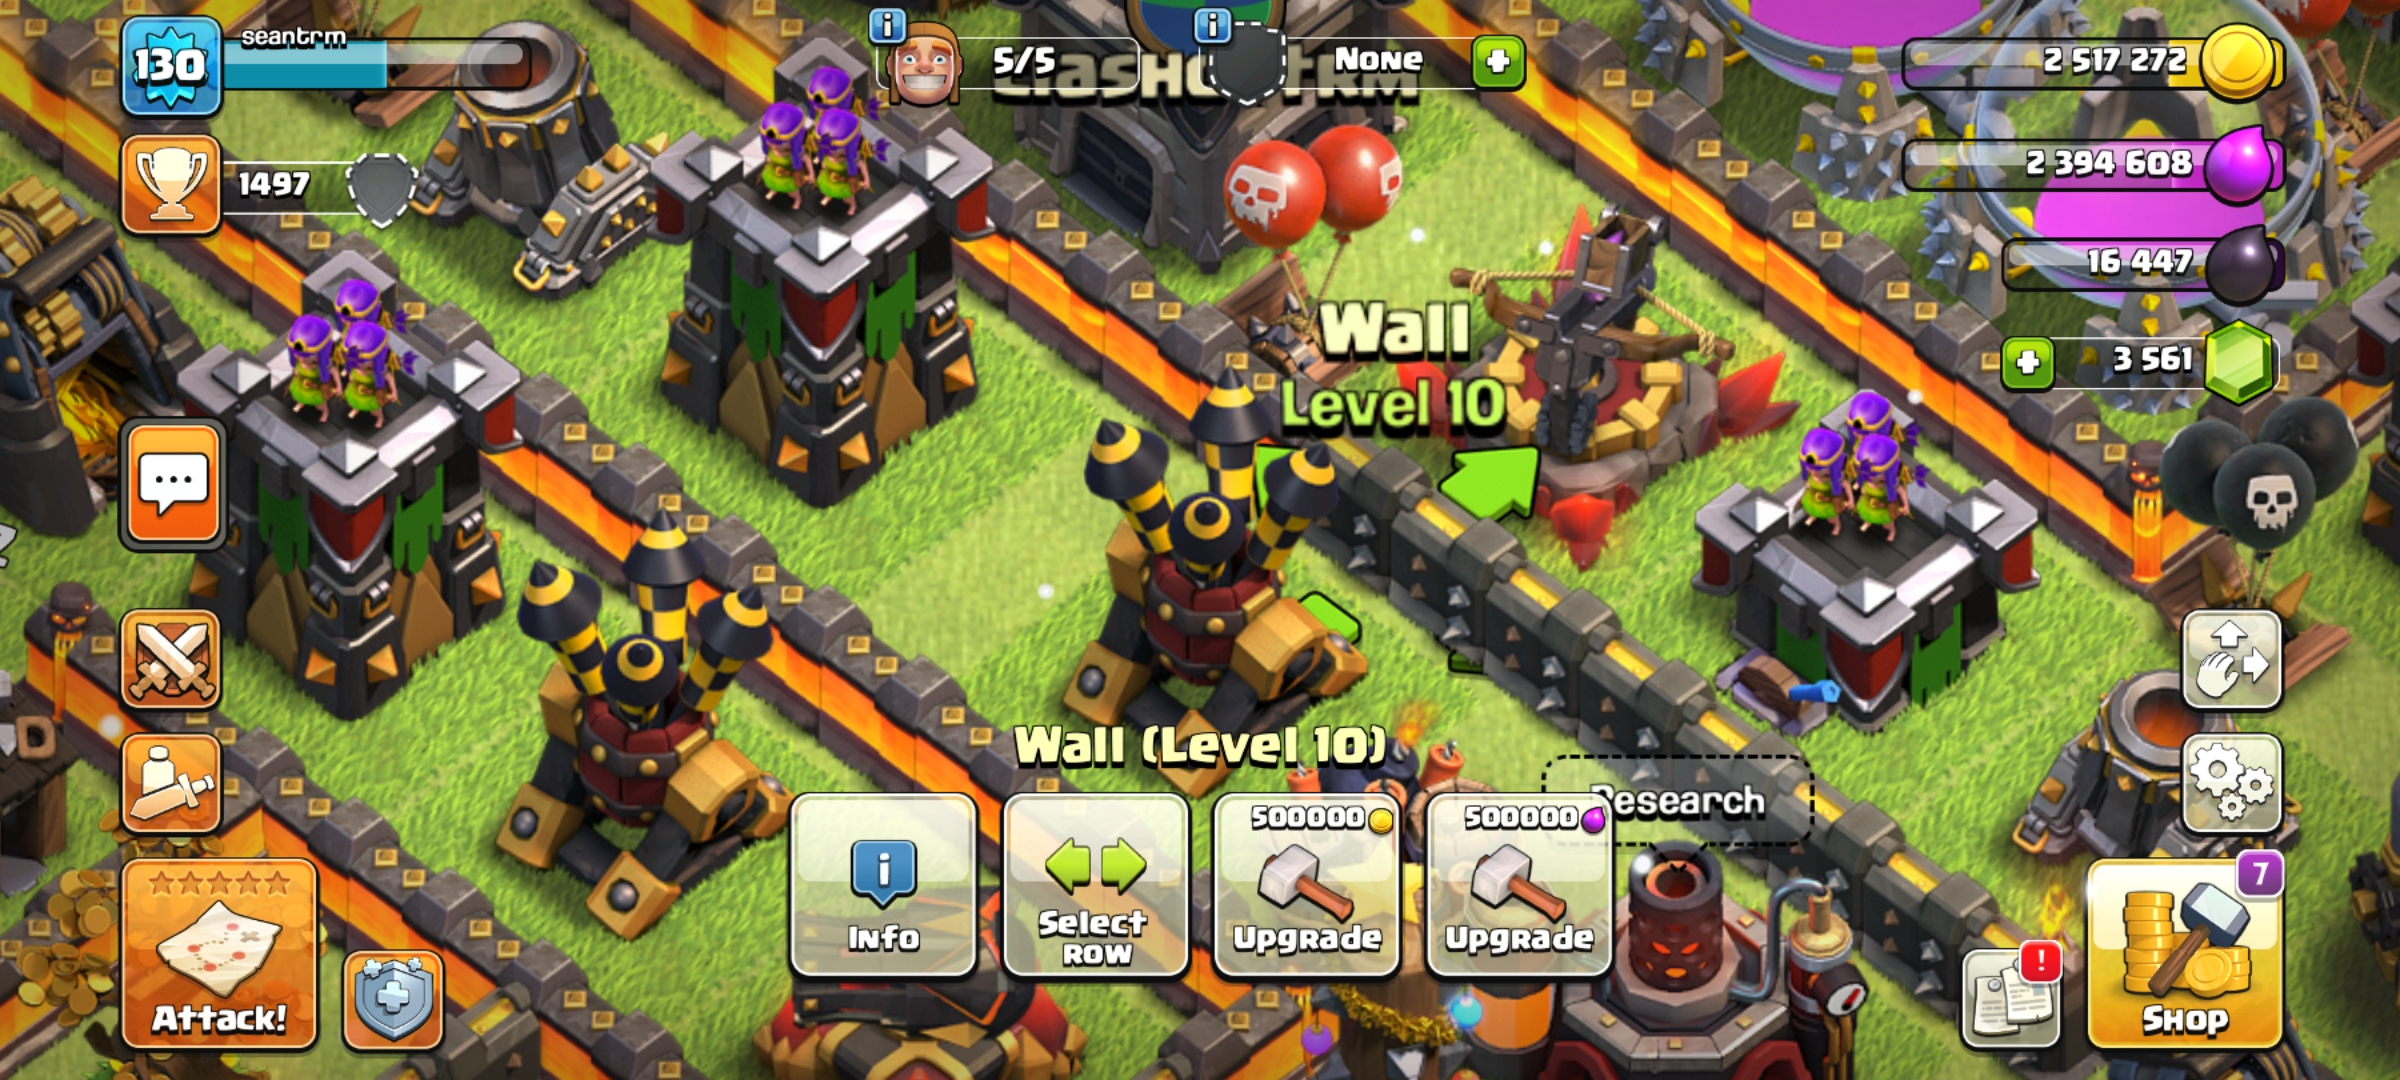 130
seantrm
5/5
None
2 517 272
1497
2 394 608
16 447
3 561
Wall
Level 10
Wall (Level 10)
Research
Info
Select
Row
500000
Upgrade
500000
Upgrade
Attack!
7
!
Shop